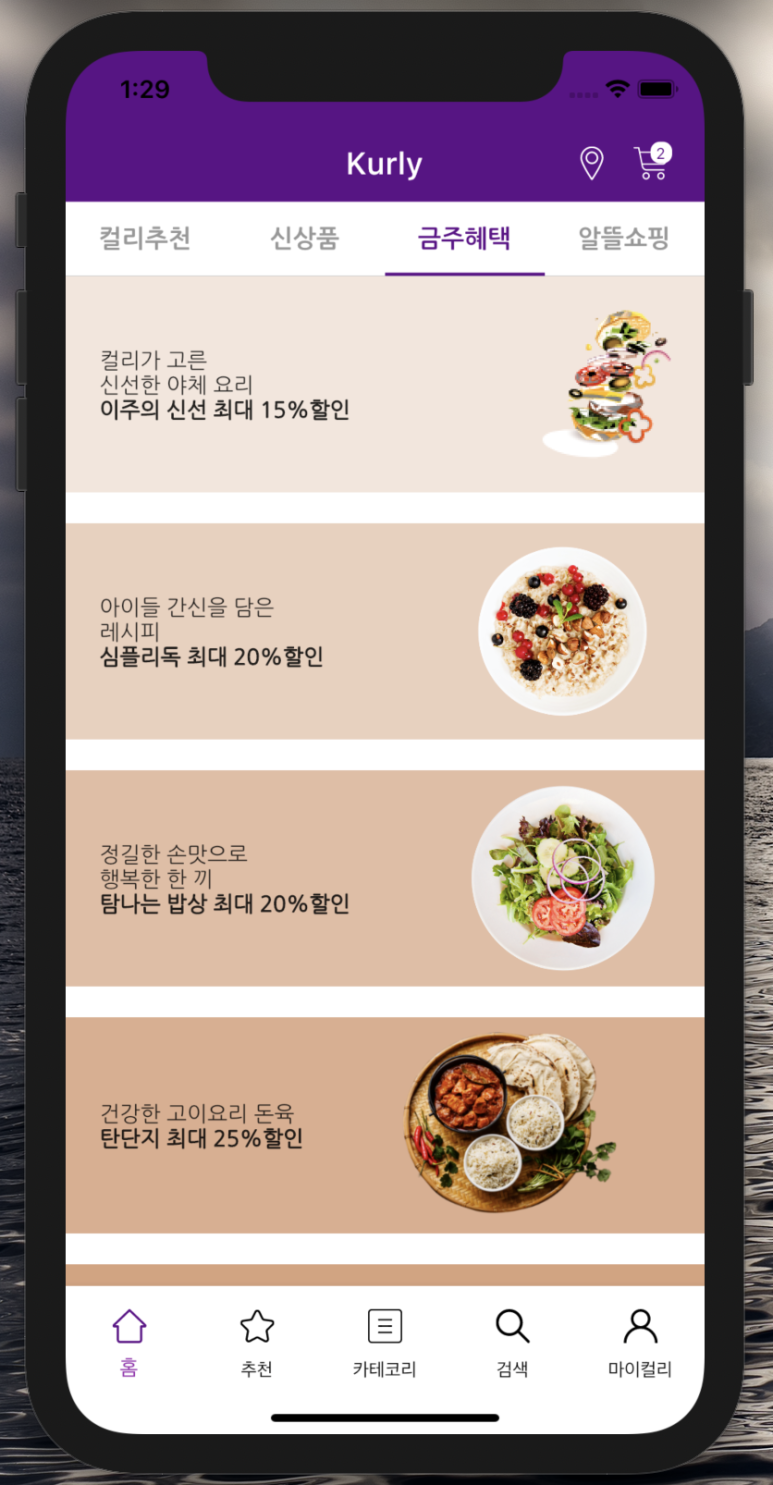 1:29
Kurly
2
컬리추천 신상품 금주혜택 알뜰쇼핑
컬리가 고른
신선한 야체 요리
이주의 신선 최대 15%할인
아이들 간신을 담은
레시피
심플리독 최대 20%할인
정길한 손맛으로
행복한 한 끼
탐나는 밥상 최대 20%할인
건강한 고이요리 돈육
탄단지 최대 25%할인
홈 추천 카테코리 검색 마이컬리